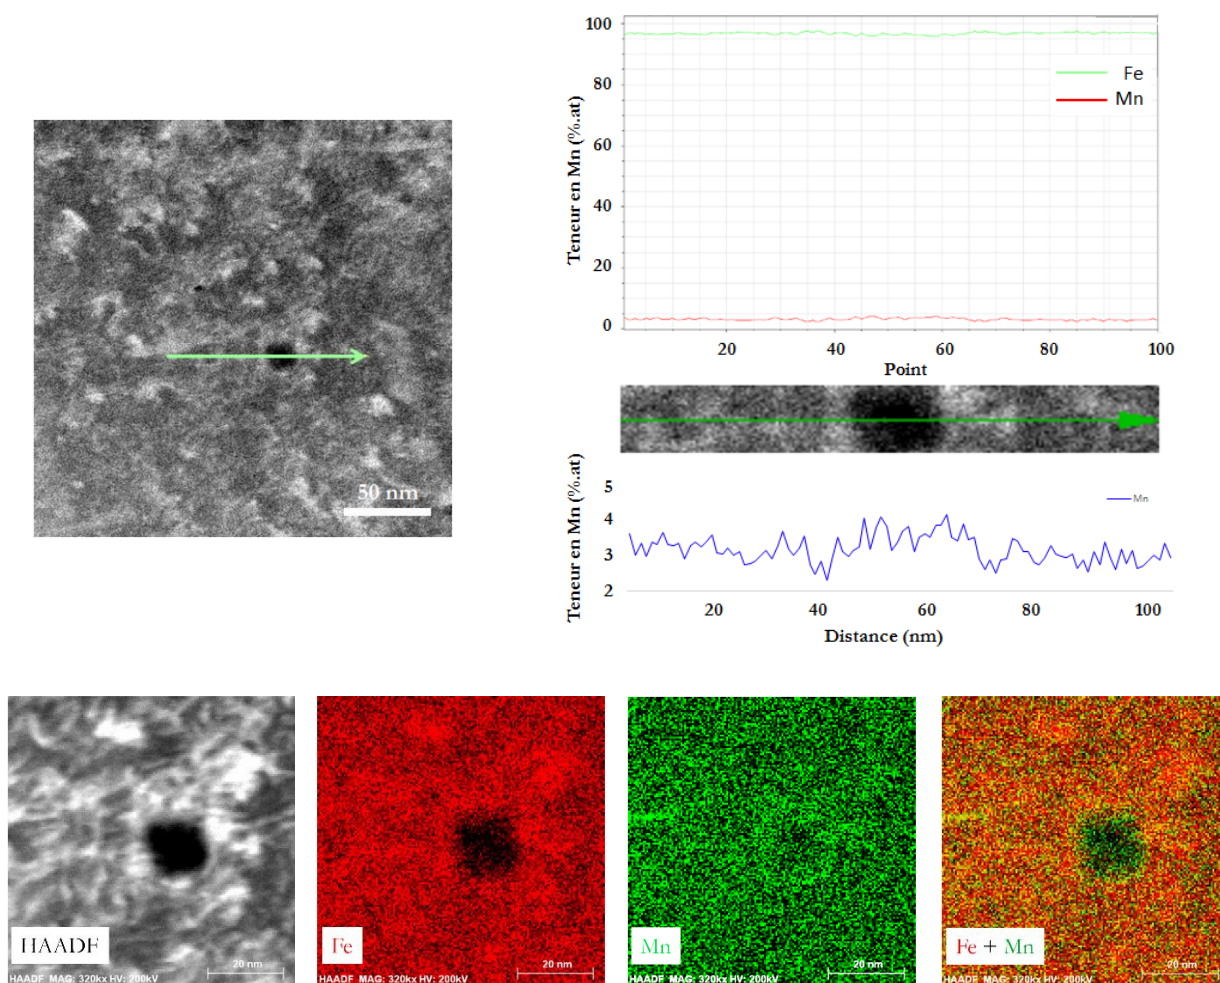 100
80
60
40
20
0
Teneur en Mn (%.at)
Fe
Mn
20 40 60 80 100
Point
50 nm
5
4
3
2
Teneur en Mn (%.at)
Mn
20 40 60 80 100
Distance (nm)
HAADF
HAADF MAG: 320kx HV: 200kV
20 nm
Fe
HAADF MAG: 320kx HV: 200kV
20 nm
Mn
HAADF MAG: 320kx HV: 200kV
20 nm
Fe + Mn
HAADF MAG: 320kx HV: 200kV
20 nm